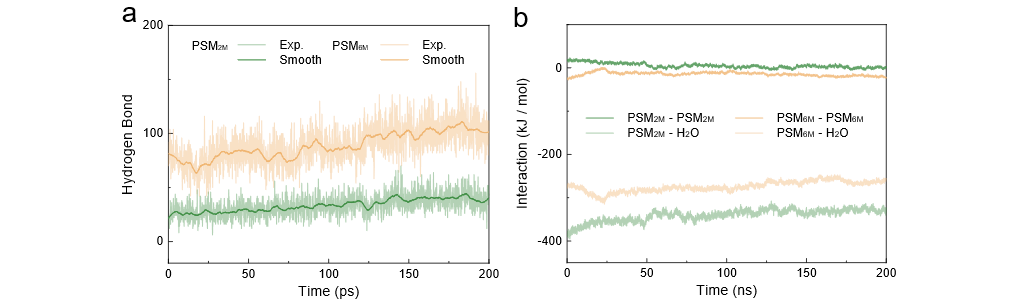 a
200
100
0
Hydrogen Bond
PSM2M Exp. PSM6M Exp.
Smooth Smooth
0 50 100 150 200
Time (ps)
b
0
-200
-400
Interaction (kJ / mol)
PSM2M - PSM2M PSM6M - PSM6M
PSM2M - H2O PSM6M - H2O
0 50 100 150 200
Time (ns)